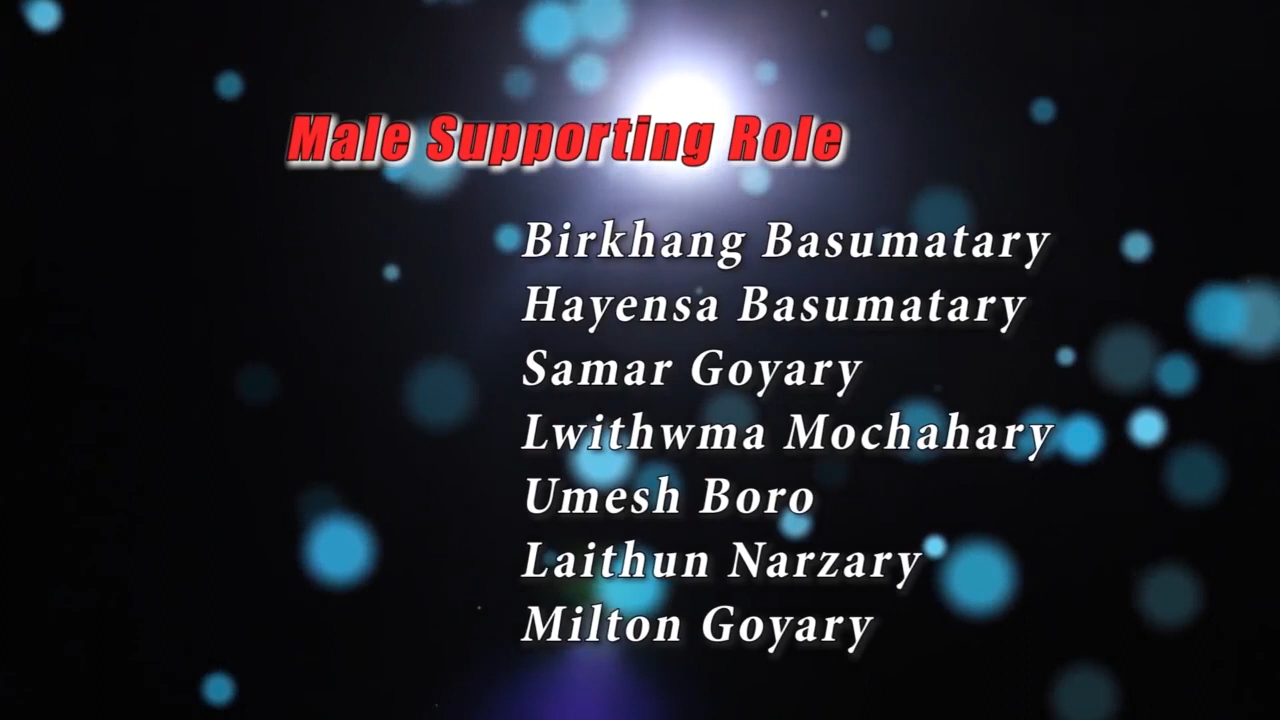 Male Supporting Role
Birkhang Basumatary
Hayensa Basumatary
Samar Goyary
Lwithwma Mochahary
Umesh Boro
Laithun Narzary
Milton Goyary